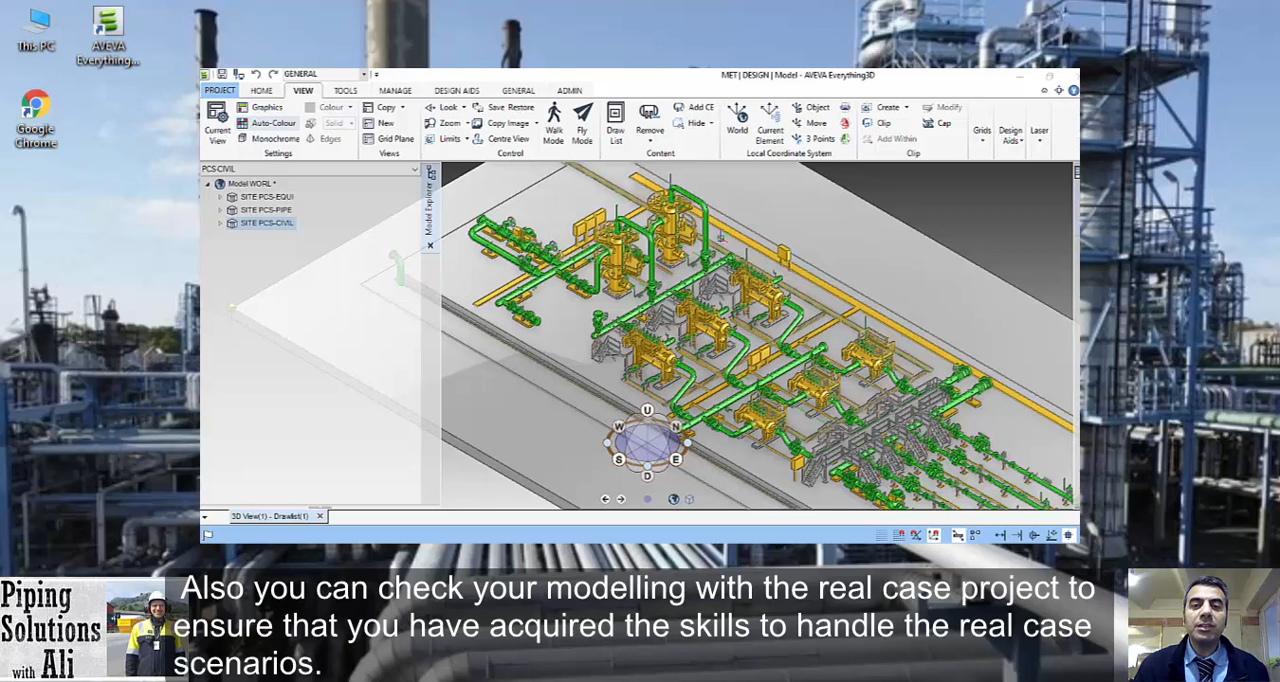 This PC
AVEVA
Everything...
Google
Chrome
GENERAL
MET | DESIGN | Model - AVEVA Everything3D
PROJECT HOME VIEW TOOLS MANAGE DESIGN AIDS GENERAL ADMIN
Current View
Graphics
Auto-Colour
Monochrome
Colour
Solid
Edges
Settings
Copy
New
Grid Plane
Views
Look
Zoom
Limits
Save Restore
Copy Image
Centre View
Control
Walk Mode
Fly Mode
Draw List
Remove
Add CE
Hide
Content
World
Current Element
Object
Move
3 Points
Local Coordinate System
Create
Clip
Add Within
Modify
Cap
Clip
Grids
Design Aids
Laser
PCS-CIVIL
Model WORL *
SITE PCS-EQUI
SITE PCS-PIPE
SITE PCS-CIVIL
Model Explorer
U
W N
S E
D
3D View(1) - Drawlist(1)
Piping
Solutions
with Ali
Also you can check your modelling with the real case project to
ensure that you have acquired the skills to handle the real case
scenarios.